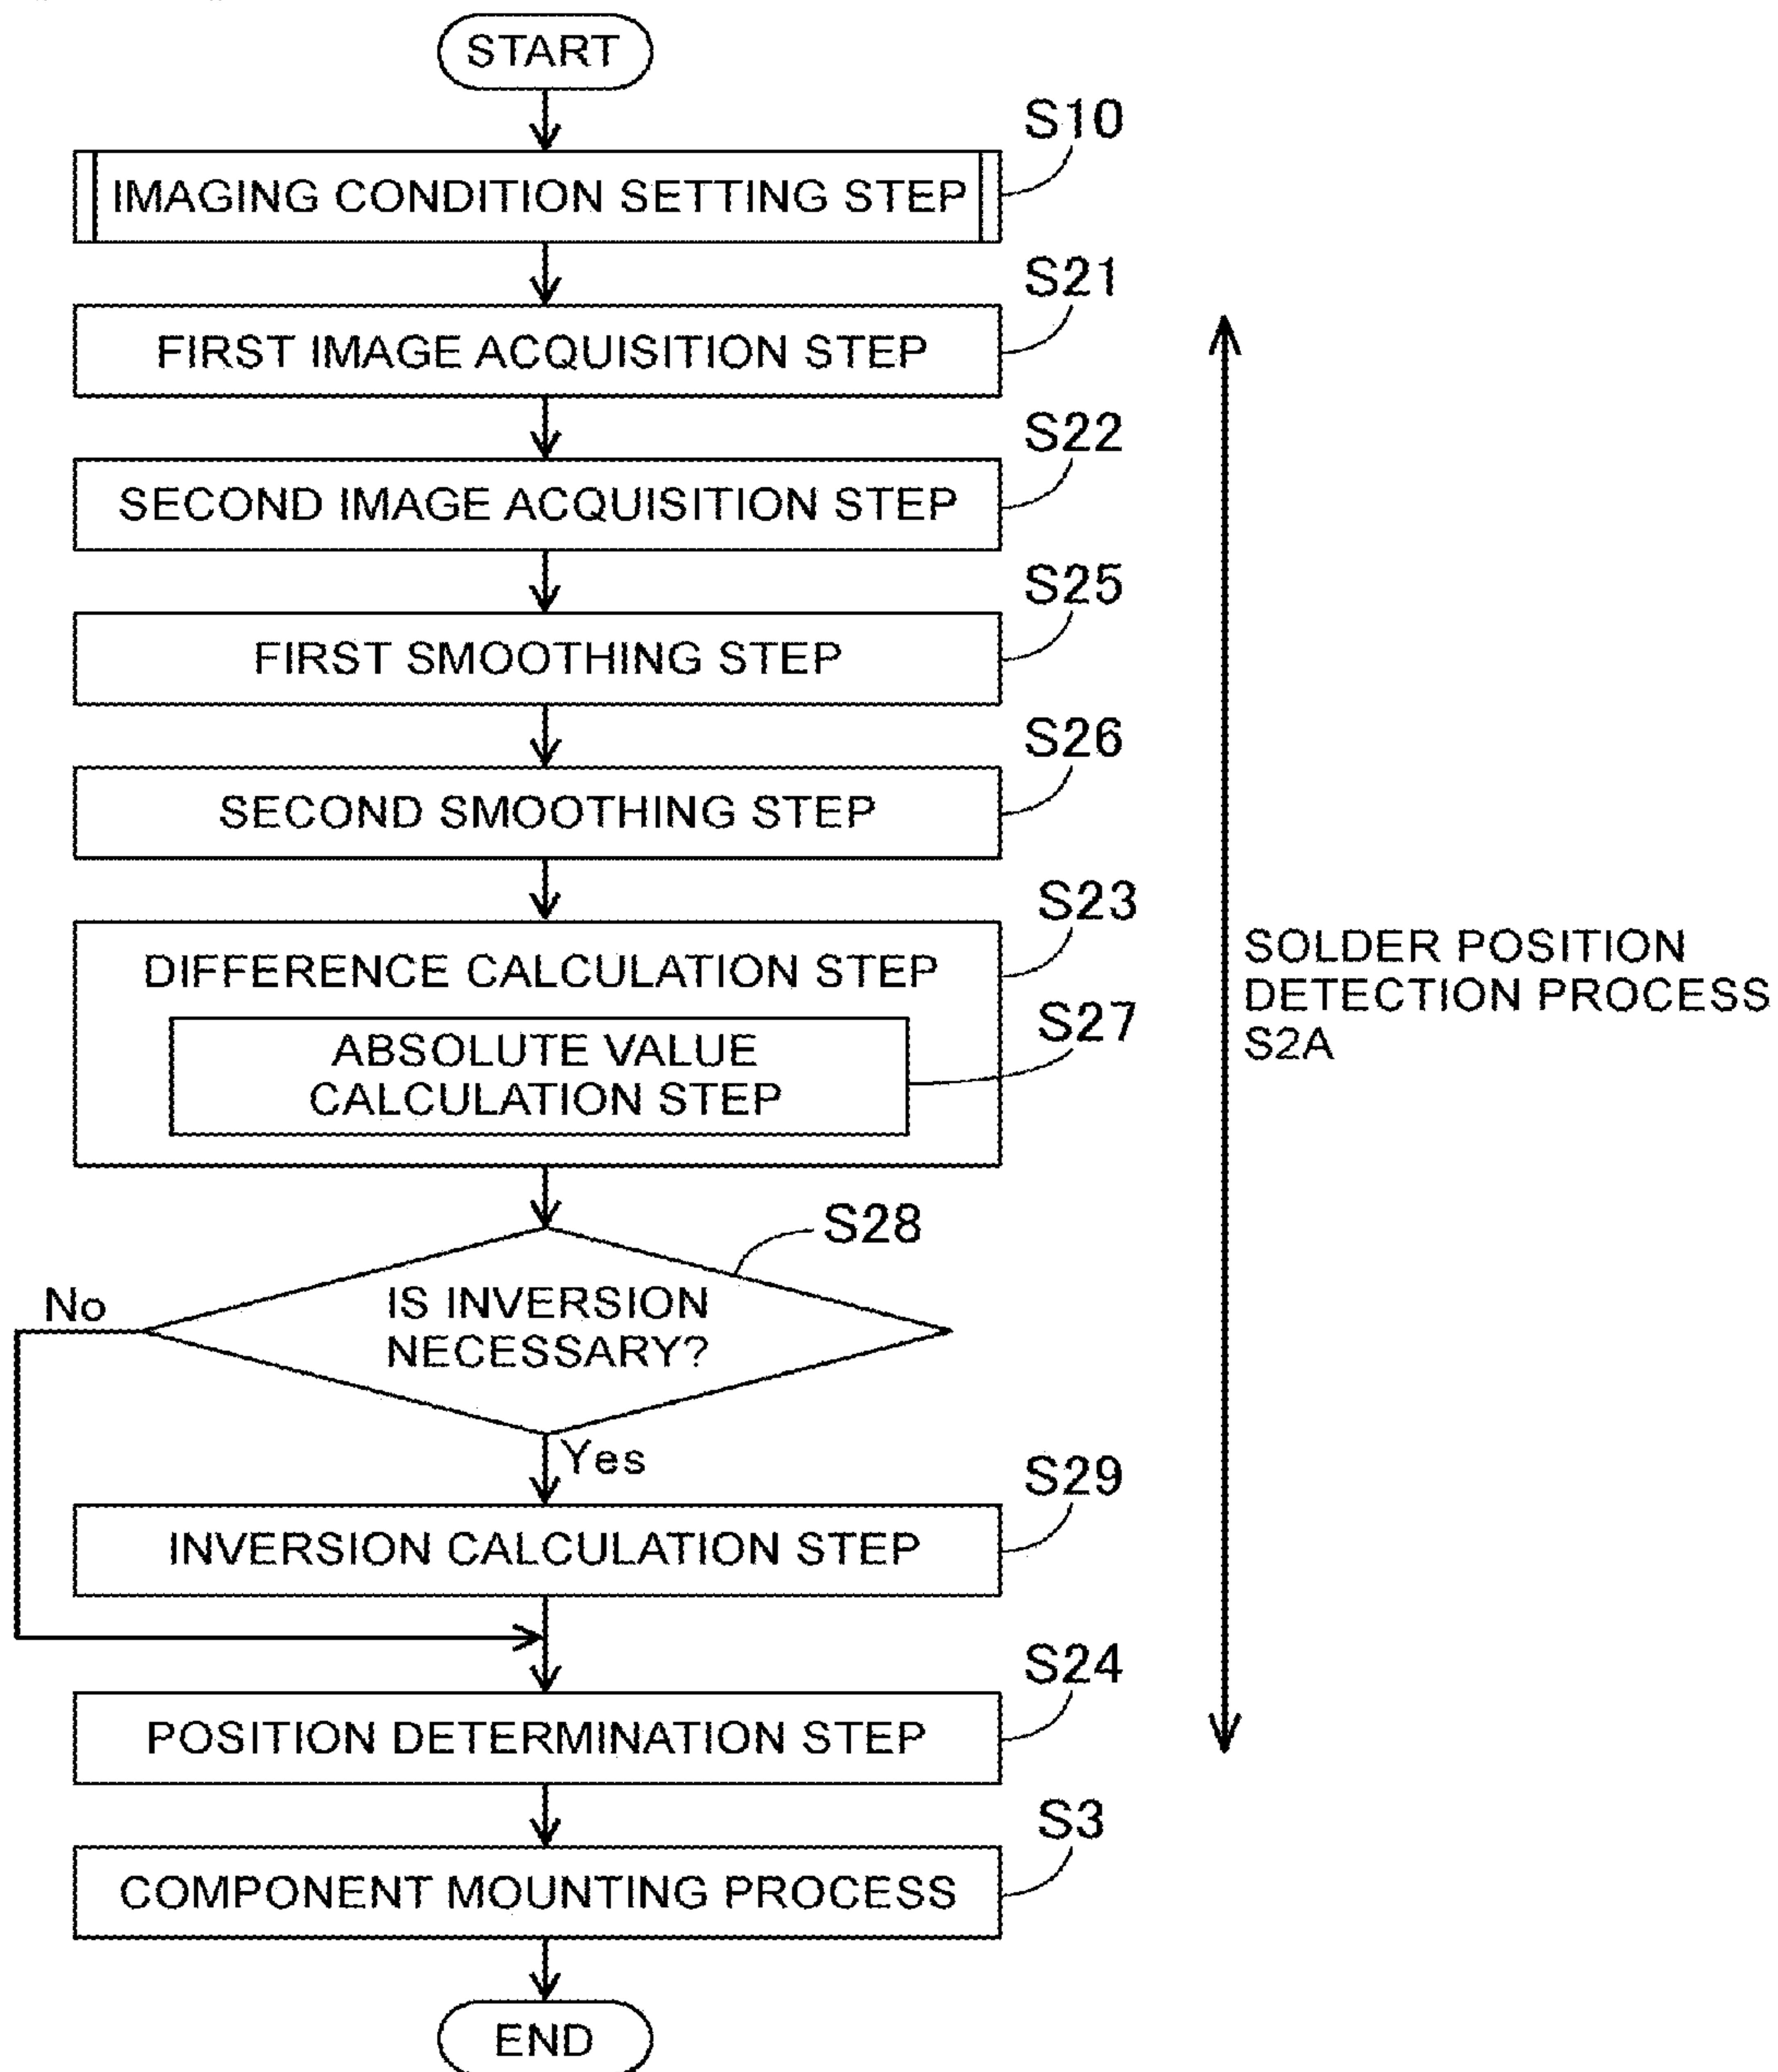 START
S10
IMAGING CONDITION SETTING STEP
S21
FIRST IMAGE ACQUISITION STEP
S22
SECOND IMAGE ACQUISITION STEP
S25
FIRST SMOOTHING STEP
S26
SECOND SMOOTHING STEP
S23
DIFFERENCE CALCULATION STEP
S27
ABSOLUTE VALUE
CALCULATION STEP
SOLDER POSITION
DETECTION PROCESS
S2A
S28
IS INVERSION
NECESSARY?
No
Yes
S29
INVERSION CALCULATION STEP
S24
POSITION DETERMINATION STEP
S3
COMPONENT MOUNTING PROCESS
END